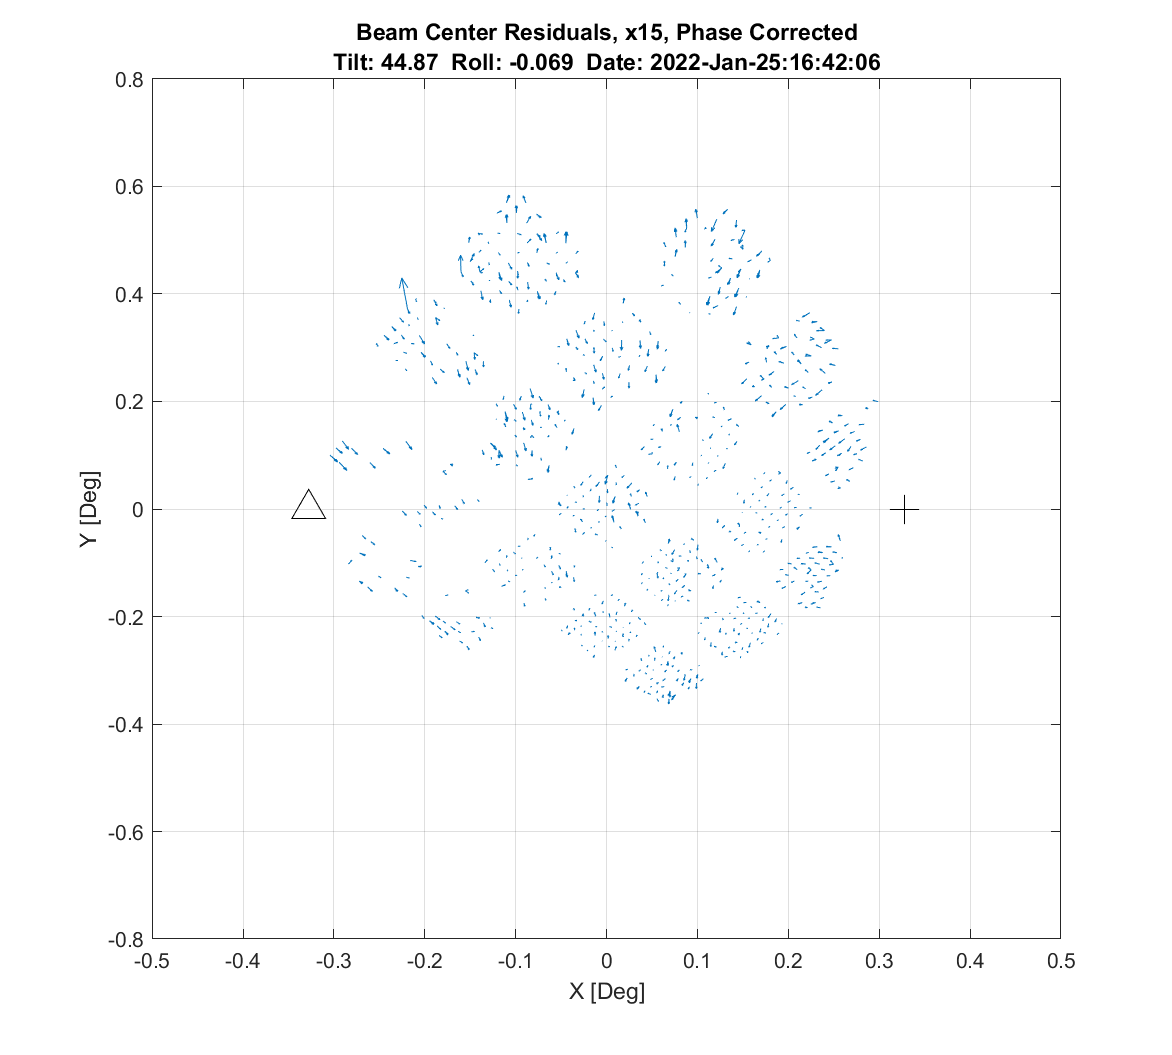 Beam Center Residuals, x15, Phase Corrected
Tilt: 44.87 Roll: -0.069 Date: 2022-Jan-25:16:42:06
0.8
0.6
0.4
0.2
0
-0.2
-0.4
-0.6
-0.8
Y [Deg]
-0.5 -0.4 -0.3 -0.2 -0.1 0 0.1 0.2 0.3 0.4 0.5
X [Deg]